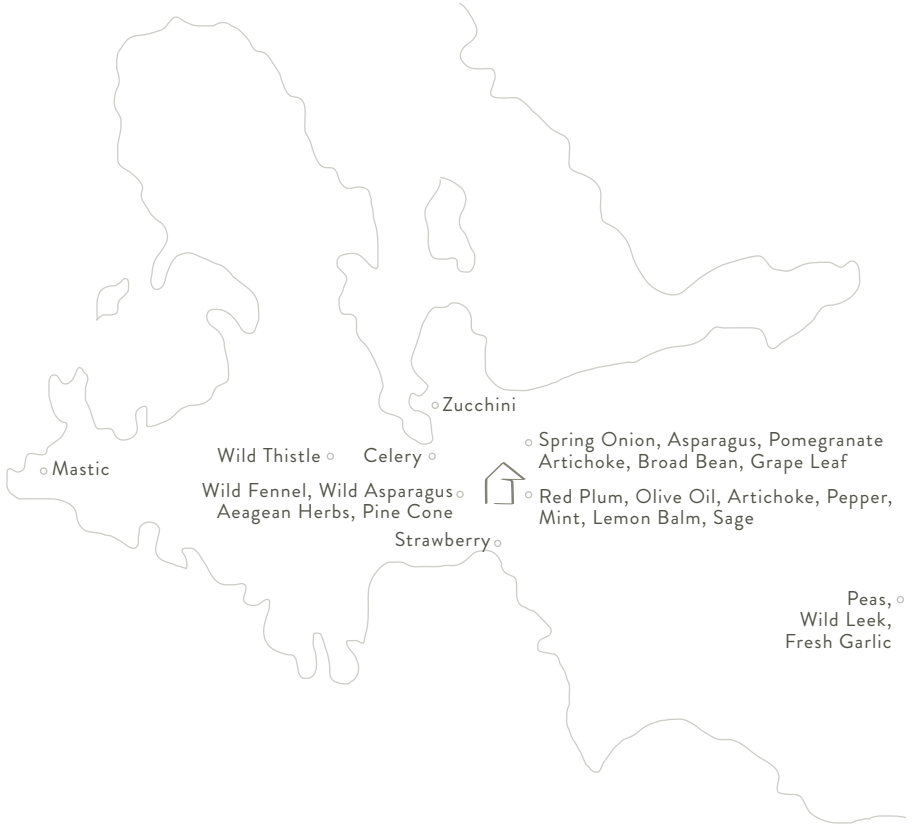 Zucchini
Spring Onion, Asparagus, Pomegranate
Artichoke, Broad Bean, Grape Leaf
Wild Thistle
Celery
Mastic
Wild Fennel, Wild Asparagus
Aeagean Herbs, Pine Cone
Red Plum, Olive Oil, Artichoke, Pepper,
Mint, Lemon Balm, Sage
Strawberry
Peas,
Wild Leek,
Fresh Garlic